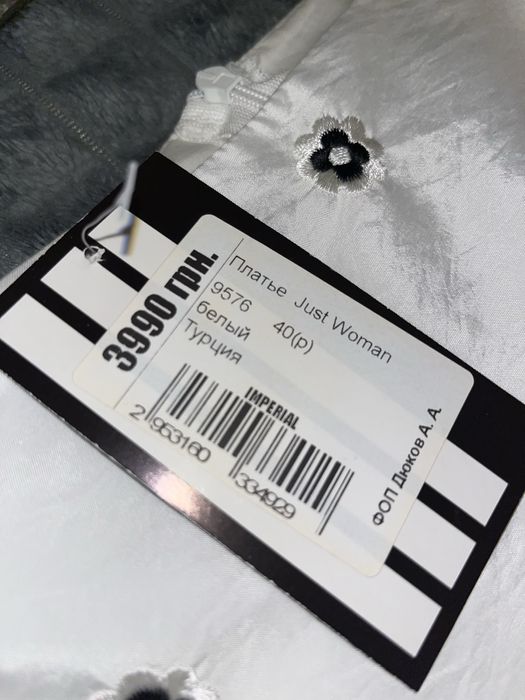 3990 грн.
Платье Just Woman
9576 40(р)
белый
Турция
IMPERIAL
2 953160 334929
ФОП Дюков А. А.